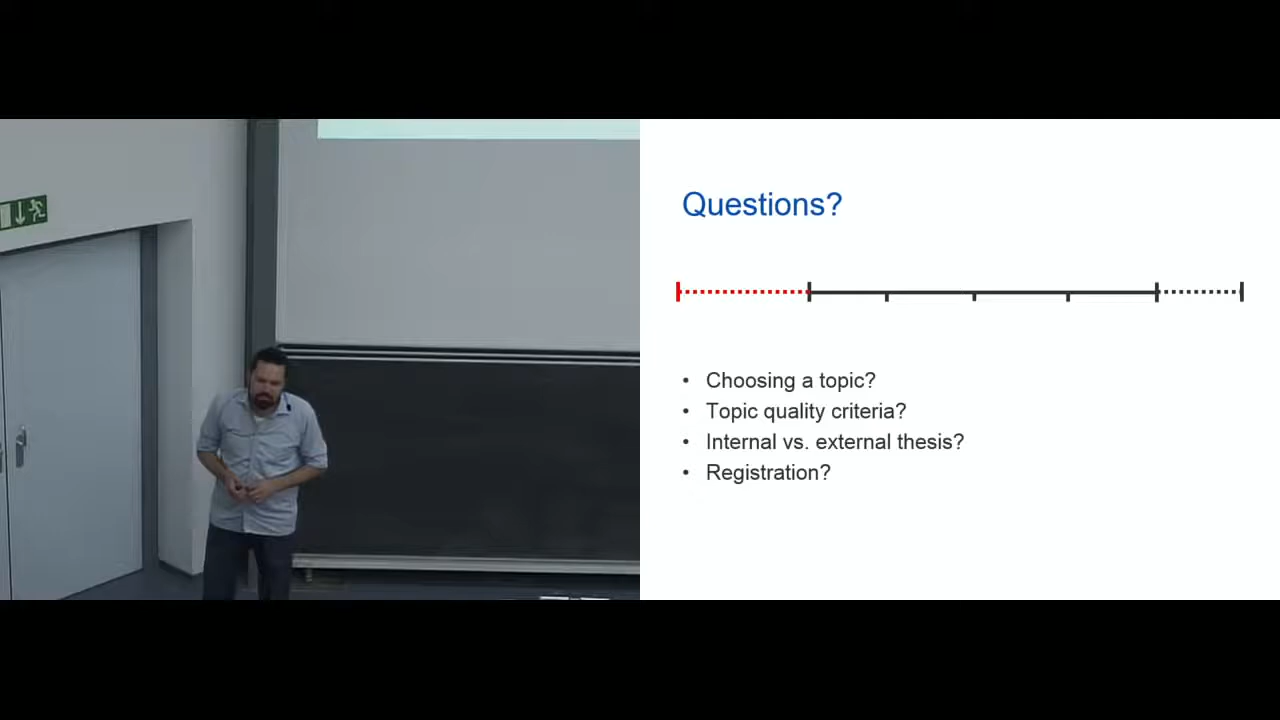 Questions?
• Choosing a topic?
• Topic quality criteria?
• Internal vs. external thesis?
• Registration?